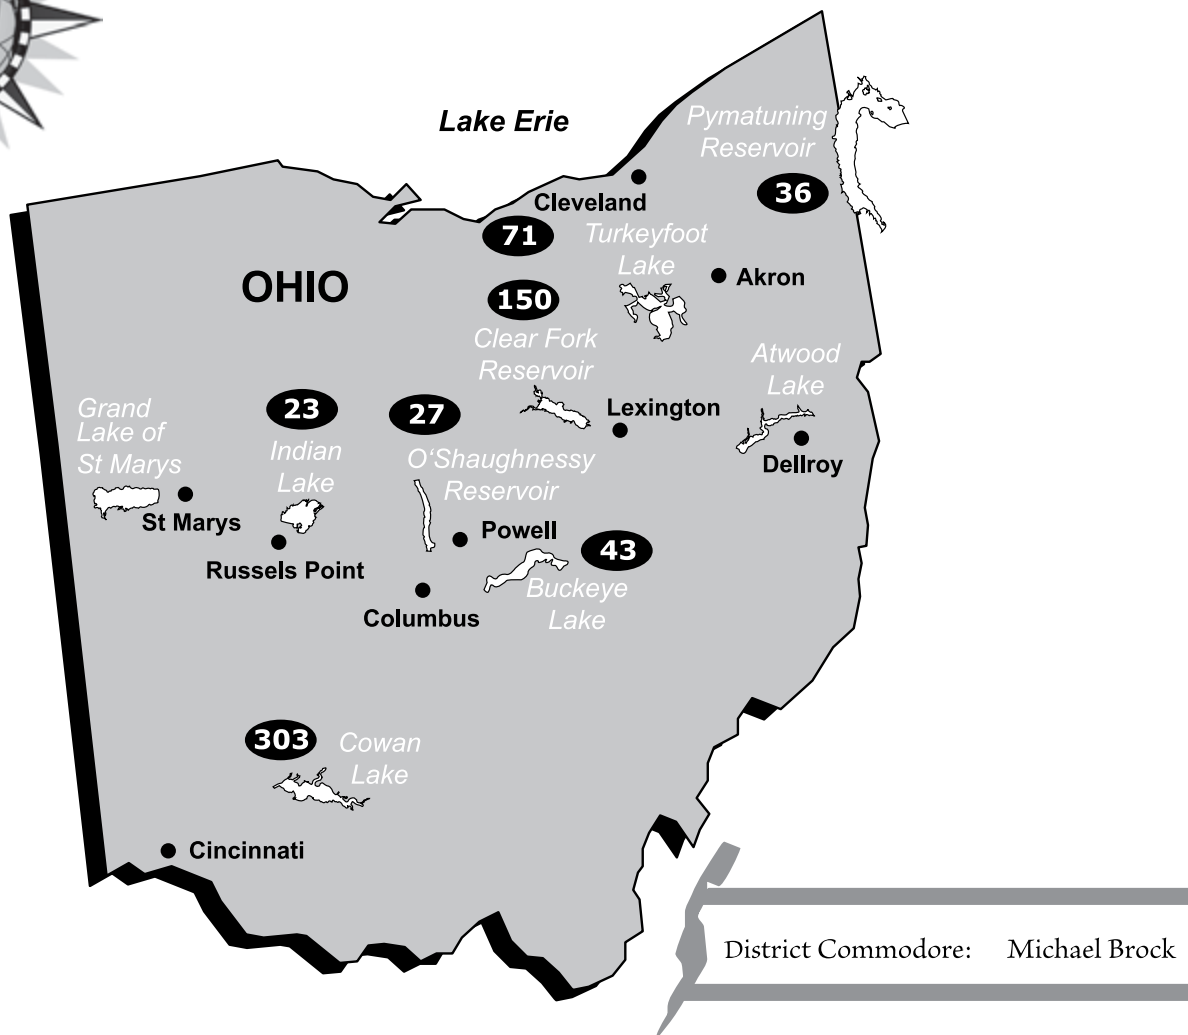 Lake Erie
Pymatuning
Reservoir
36
Cleveland
71
Turkeyfoot
Lake
Akron
OHIO
150
Clear Fork
Reservoir
Atwood
Lake
Lexington
Dellroy
Grand
Lake of
St Marys
St Marys
23
Indian
Lake
Russels Point
27
O'Shaughnessy
Reservoir
Powell
43
Buckeye
Lake
Columbus
303
Cowan
Lake
Cincinnati
District Commodore: Michael Brock